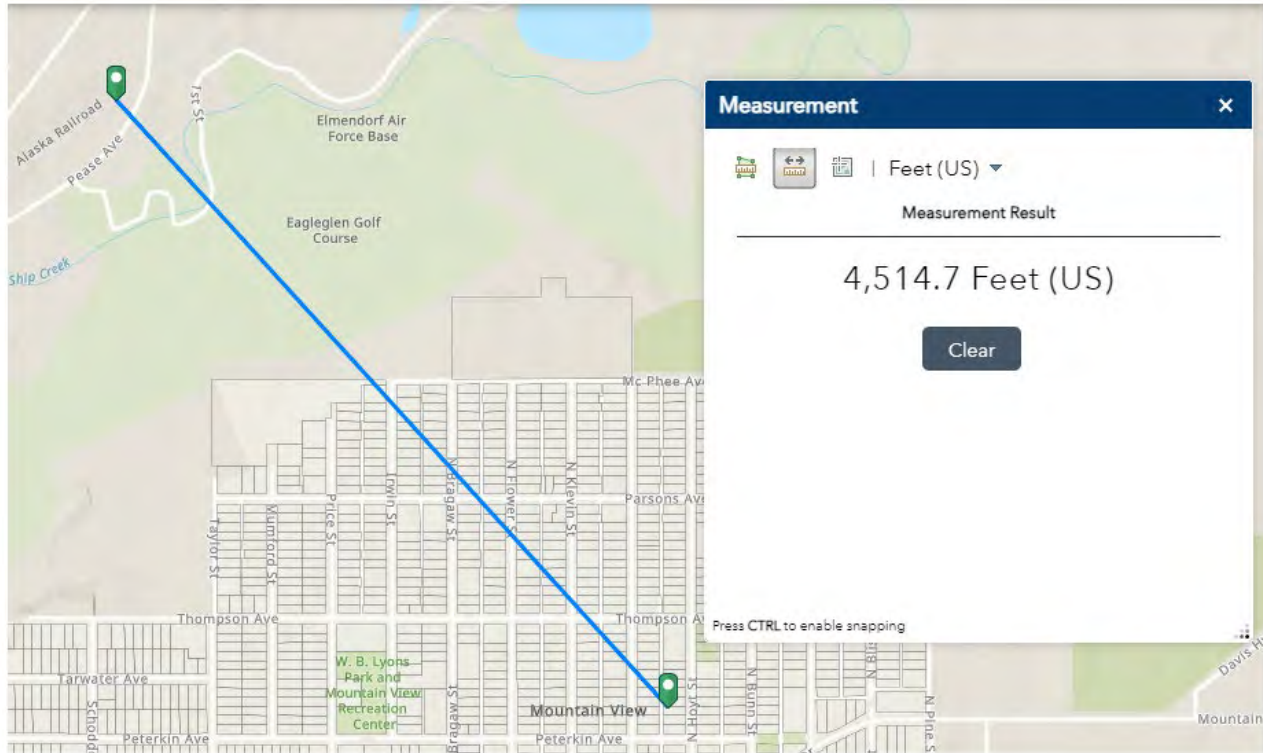 Alaska Railroad
Pease Ave
1st St
Elmendorf Air
Force Base
Eagleglen Golf
Course
Ship Creek
Measurement
Feet (US)
Measurement Result
4,514.7 Feet (US)
Clear
Press CTRL to enable snapping
Mc Phee Av
Parsons Av
Taylor St
Mumford St
Price St
Irwin St
N Bragaw St
N Flower St
N Klevin St
Thompson Ave
Thompson A
W. B. Lyons
Park and
Mountain View
Recreation
Center
Tarwater Ave
Peterkin Ave
Bragaw St
Mountain View
Peterkin Ave
N Hoyt St
N Bunn St
N Blis
N Pine S
Davis H
Mountain